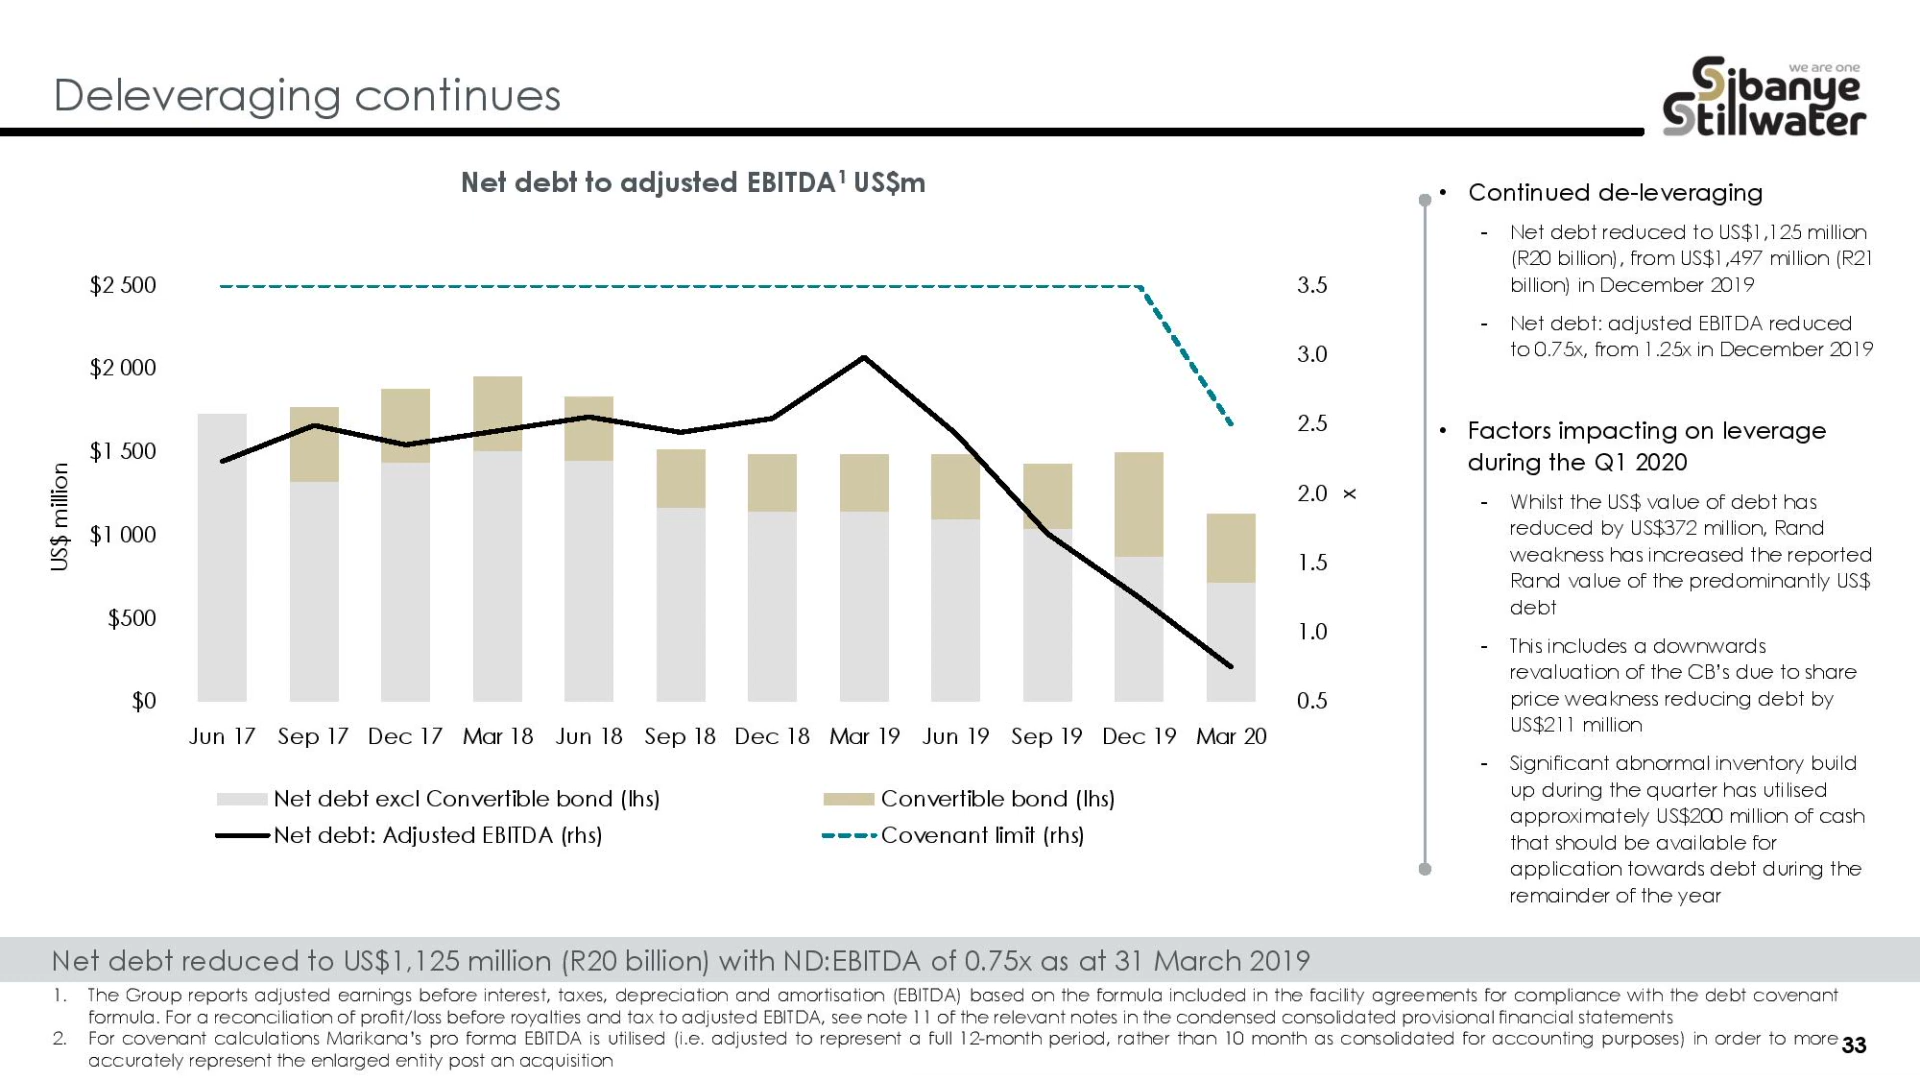 Deleveraging continues
we are one
Sibanye
Stillwater
Net debt to adjusted EBITDA¹ US$m
$2 500
$2 000
$1 500
$1 000
$500
$0
US$ million
3.5
3.0
2.5
2.0
1.5
1.0
0.5
x
Jun 17 Sep 17 Dec 17 Mar 18 Jun 18 Sep 18 Dec 18 Mar 19 Jun 19 Sep 19 Dec 19 Mar 20
Net debt excl Convertible bond (lhs)
Convertible bond (lhs)
Net debt: Adjusted EBITDA (rhs)
Covenant limit (rhs)
• Continued de-leveraging
- Net debt reduced to US$1,125 million
(R20 billion), from US$1,497 million (R21
billion) in December 2019
- Net debt: adjusted EBITDA reduced
to 0.75x, from 1.25x in December 2019
• Factors impacting on leverage
during the Q1 2020
- Whilst the US$ value of debt has
reduced by US$372 million, Rand
weakness has increased the reported
Rand value of the predominantly US$
debt
- This includes a downwards
revaluation of the CB's due to share
price weakness reducing debt by
US$211 million
- Significant abnormal inventory build
up during the quarter has utilised
approximately US$200 million of cash
that should be available for
application towards debt during the
remainder of the year
Net debt reduced to US$1,125 million (R20 billion) with ND:EBITDA of 0.75x as at 31 March 2019
1. The Group reports adjusted earnings before interest, taxes, depreciation and amortisation (EBITDA) based on the formula included in the facility agreements for compliance with the debt covenant
formula. For a reconciliation of profit/loss before royalties and tax to adjusted EBITDA, see note 11 of the relevant notes in the condensed consolidated provisional financial statements
2. For covenant calculations Marikana's pro forma EBITDA is utilised (i.e. adjusted to represent a full 12-month period, rather than 10 month as consolidated for accounting purposes) in order to more
accurately represent the enlarged entity post an acquisition
33